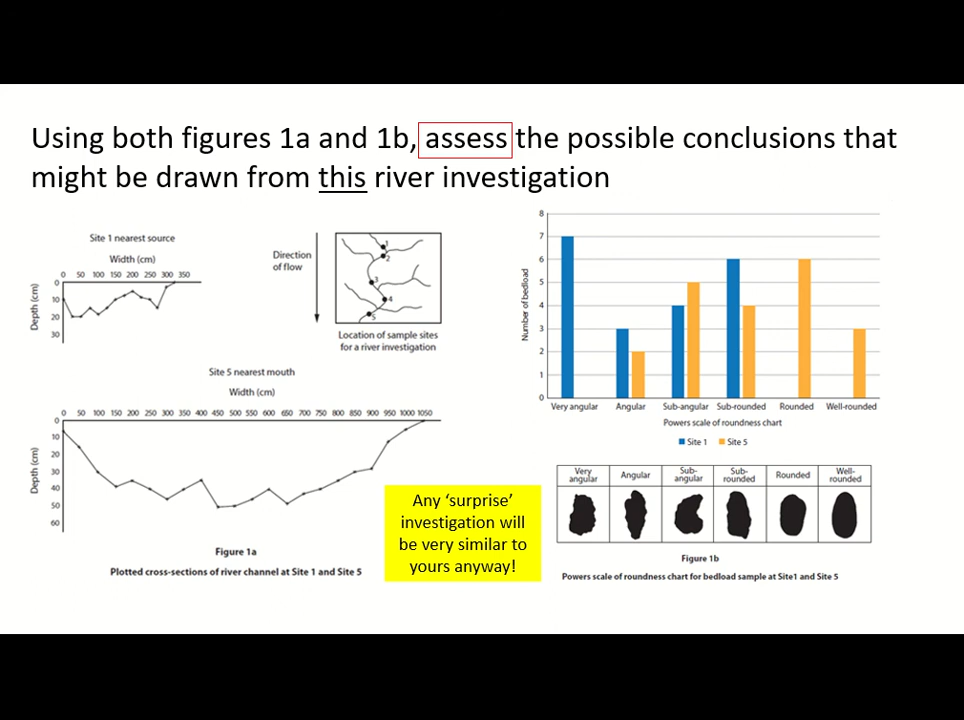 Using both figures 1a and 1b, assess the possible conclusions that
might be drawn from this river investigation
Site 1 nearest source
Width (cm)
0 50 100 150 200 250 300 350
Depth (cm)
0
10
20
30
Direction
of flow
1
2
3
4
5
Location of sample sites
for a river investigation
Site 5 nearest mouth
Width (cm)
0 50 100 150 200 300 350 400 450 500 550 600 650 700 750 800 850 900 950 1000 1050
Depth (cm)
0
10
20
30
40
50
60
Figure 1a
Plotted cross-sections of river channel at Site 1 and Site 5
Any ‘surprise’
investigation will
be very similar to
yours anyway!
Number of bedload
8
7
6
5
4
3
2
1
0
Very angular Angular Sub-angular Sub-rounded Rounded Well-rounded
Powers scale of roundness chart
Site 1 Site 5
Very angular
Angular
Sub-angular
Sub-rounded
Rounded
Well-rounded
Figure 1b
Powers scale of roundness chart for bedload sample at Site1 and Site 5